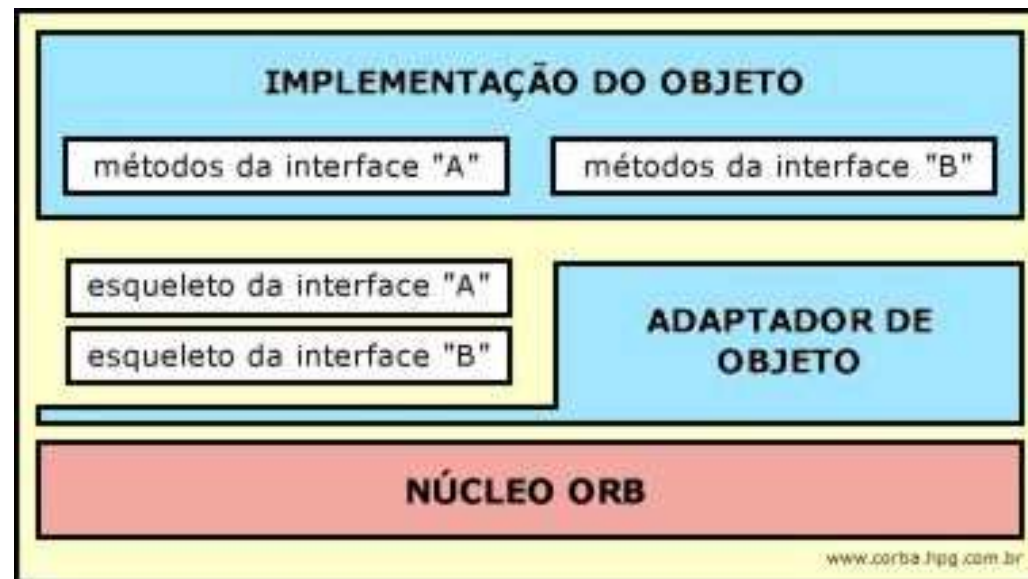 IMPLEMENTAÇÃO DO OBJETO
métodos da interface "A"
métodos da interface "B"
esqueleto da interface "A"
esqueleto da interface "B"
ADAPTADOR DE
OBJETO
NÚCLEO ORB
www.corba.hpg.com.br